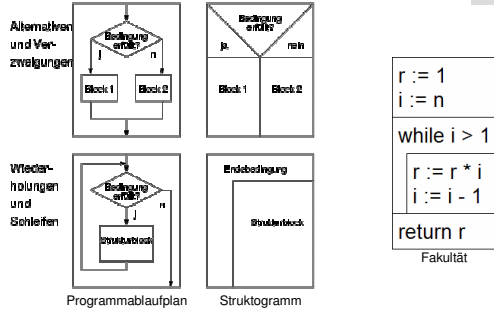 Alternativen
und Ver-
zweigungen
Bedingung
erfüllt?
j
n
Block 1
Block 2
Bedingung
erfüllt?
ja
nein
Block 1
Block 2
Wieder-
holungen
und
Schleifen
Bedingung
erfüllt?
j
n
Strukturblock
Endebedingung
Strukturblock
Programmablaufplan
Struktogramm
r := 1
i := n
while i > 1
r := r * i
i := i - 1
return r
Fakultät